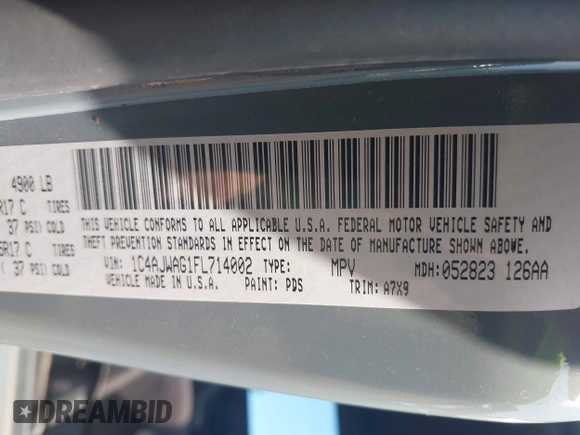 4900 LB
R17 C TIRES
37 PSI) COLD
R17 C TIRES
( 37 PSI) COLD
THIS VEHICLE CONFORMS TO ALL APPLICABLE U.S.A. FEDERAL MOTOR VEHICLE SAFETY AND
THEFT PREVENTION STANDARDS IN EFFECT ON THE DATE OF MANUFACTURE SHOWN ABOVE.
VIN: 1C4AJWAG1FL714002 TYPE: MPV MDH:052823 126AA
VEHICLE MADE IN U.S.A. PAINT: PDS TRIM: A7X9
DREAMBID